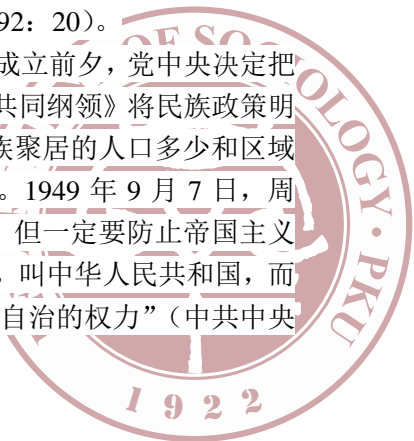 92：20）。
成立前夕，党中央决定把
共同纲领》将民族政策明
族聚居的人口多少和区域
。1949 年 9 月 7 日，周
但一定要防止帝国主义
，叫中华人民共和国，而
自治的权力”（中共中央
OF SOCIOLOGY · PKU
1922